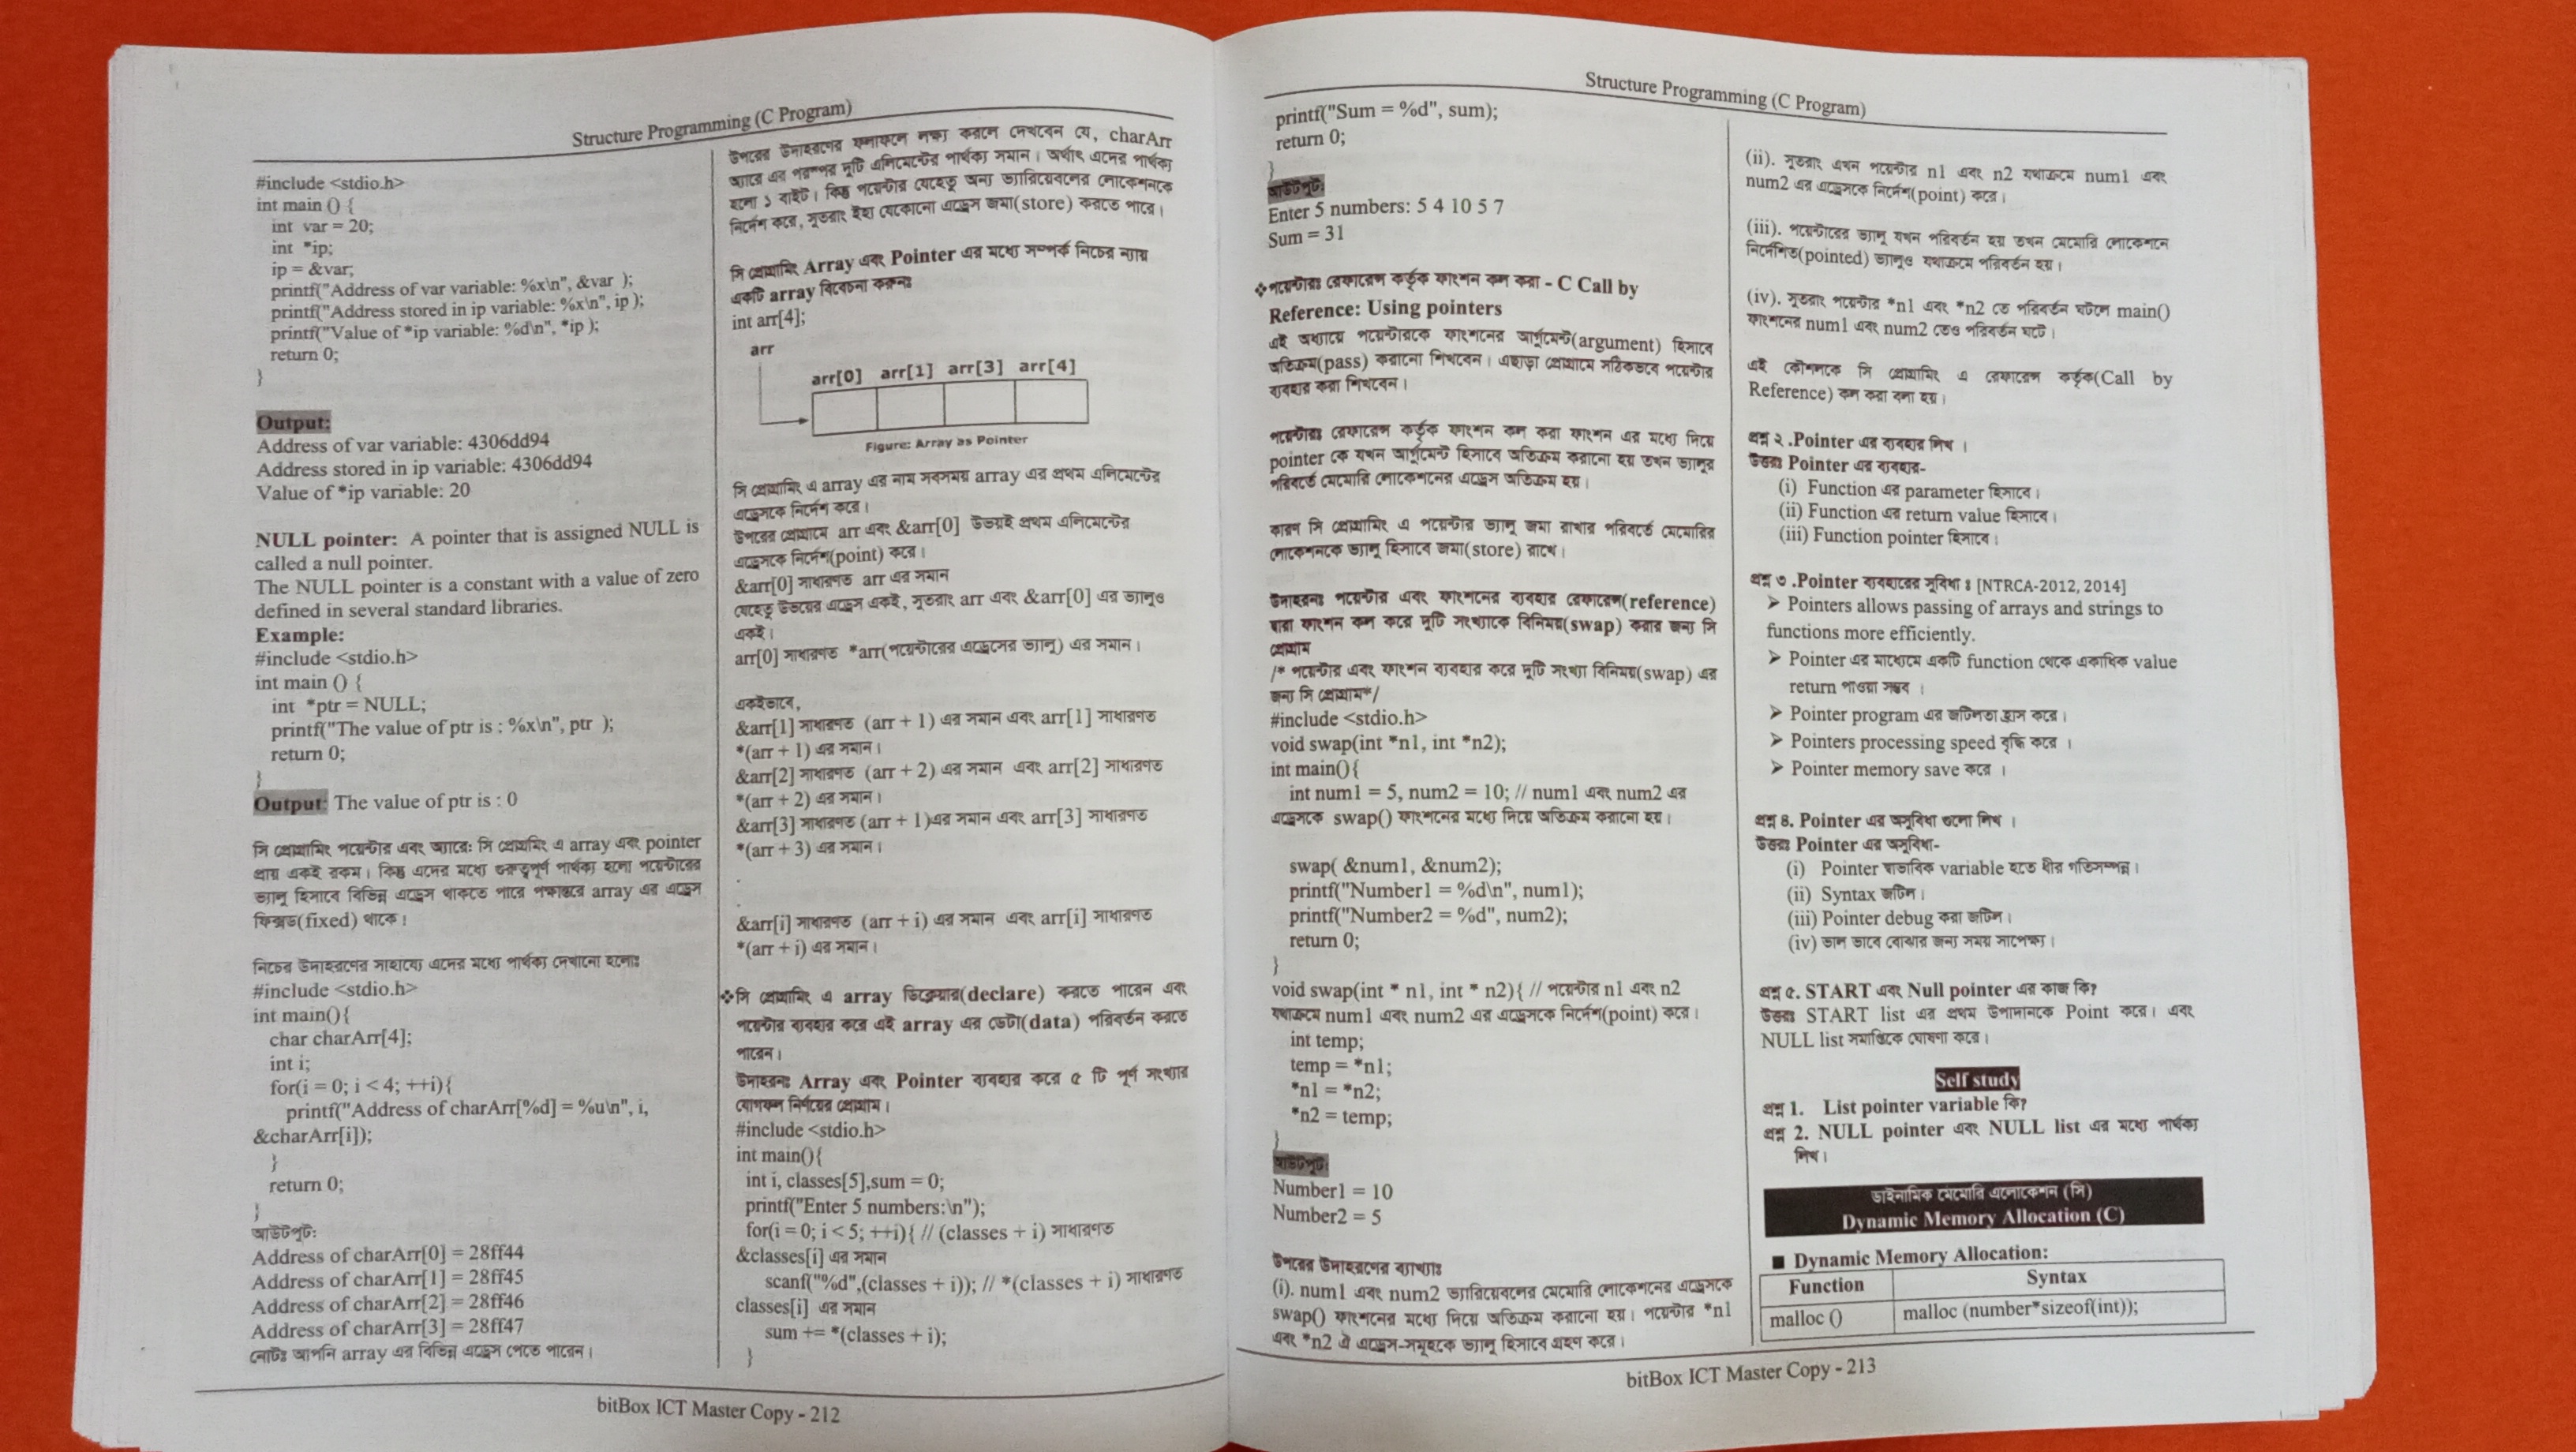 Structure Programming (C Program)
#include <stdio.h>
int main () {
int var = 20;
int *ip;
ip = &var;
printf("Address of var variable: %x\n", &var );
printf("Address stored in ip variable: %x\n", ip );
printf("Value of *ip variable: %d\n", *ip );
return 0;
}
Output:
Address of var variable: 4306dd94
Address stored in ip variable: 4306dd94
Value of *ip variable: 20
NULL pointer: A pointer that is assigned NULL is
called a null pointer.
The NULL pointer is a constant with a value of zero
defined in several standard libraries.
Example:
#include <stdio.h>
int main () {
int *ptr = NULL;
printf("The value of ptr is : %x\n", ptr );
return 0;
}
Output: The value of ptr is : 0
সি প্রোগ্রামিং পয়েন্টার এবং অ্যারেঃ সি প্রোগ্রামিং এ array এবং pointer
প্রায় একই রকম। কিন্তু এদের মধ্যে গুরুত্বপূর্ণ পার্থক্য হলো পয়েন্টারের
ভ্যালু হিসাবে বিভিন্ন এড্রেস থাকতে পারে পক্ষান্তরে array এর এড্রেস
ফিক্সড(fixed) থাকে।
নিচের উদাহরণের সাহায্যে এদের মধ্যে পার্থক্য দেখানো হলোঃ
#include <stdio.h>
int main(){
char charArr[4];
int i;
for(i = 0; i < 4; ++i){
printf("Address of charArr[%d] = %u\n", i,
&charArr[i]);
}
return 0;
}
আউটপুট:
Address of charArr[0] = 28ff44
Address of charArr[1] = 28ff45
Address of charArr[2] = 28ff46
Address of charArr[3] = 28ff47
নোটঃ আপনি array এর বিভিন্ন এড্রেস পেতে পারেন।
উপরের উদাহরণের ফলাফলে লক্ষ্য করলে দেখবেন যে, charArr
অ্যারে এর পরস্পর দুটি এলিমেন্টের পার্থক্য সমান। অর্থাৎ এদের পার্থক্য
হলো ১ বাইট। কিন্তু পয়েন্টার যেহেতু অন্য ভ্যারিয়েবলের লোকেশনকে
নির্দেশ করে, সুতরাং ইহা যেকোনো এড্রেস জমা(store) করতে পারে।
সি প্রোগ্রামিং Array এবং Pointer এর মধ্যে সম্পর্ক নিচের ন্যায়
একটি array বিবেচনা করুনঃ
int arr[4];
arr
arr[0] arr[1] arr[3] arr[4]
Figure: Array as Pointer
সি প্রোগ্রামিং এ array এর নাম সবসময় array এর প্রথম এলিমেন্টের
এড্রেসকে নির্দেশ করে।
উপরের প্রোগ্রামে arr এবং &arr[0] উভয়ই প্রথম এলিমেন্টের
এড্রেসকে নির্দেশ(point) করে।
&arr[0] সাধারণত arr এর সমান
যেহেতু উভয়ের এড্রেস একই, সুতরাং arr এবং &arr[0] এর ভ্যালুও
একই।
arr[0] সাধারণত *arr(পয়েন্টারের এড্রেসের ভ্যালু) এর সমান।
একইভাবে,
&arr[1] সাধারণত (arr + 1) এর সমান এবং arr[1] সাধারণত
*(arr + 1) এর সমান।
&arr[2] সাধারণত (arr + 2) এর সমান এবং arr[2] সাধারণত
*(arr + 2) এর সমান।
&arr[3] সাধারণত (arr + 1)এর সমান এবং arr[3] সাধারণত
*(arr + 3) এর সমান।
.
.
&arr[i] সাধারণত (arr + i) এর সমান এবং arr[i] সাধারণত
*(arr + i) এর সমান।
❖সি প্রোগ্রামিং এ array ডিক্লেয়ার(declare) করতে পারেন এবং
পয়েন্টার ব্যবহার করে এই array এর ডেটা(data) পরিবর্তন করতে
পারেন।
উদাহরনঃ Array এবং Pointer ব্যবহার করে ৫ টি পূর্ণ সংখ্যার
যোগফল নির্ণয়ের প্রোগ্রাম।
#include <stdio.h>
int main(){
int i, classes[5],sum = 0;
printf("Enter 5 numbers:\n");
for(i = 0; i < 5; ++i){ // (classes + i) সাধারণত
&classes[i] এর সমান
scanf("%d",(classes + i)); // *(classes + i) সাধারণত
classes[i] এর সমান
sum += *(classes + i);
}
bitBox ICT Master Copy - 212
Structure Programming (C Program)
printf("Sum = %d", sum);
return 0;
}
আউটপুট:
Enter 5 numbers: 5 4 10 5 7
Sum = 31
❖পয়েন্টারঃ রেফারেন্স কর্তৃক ফাংশন কল করা - C Call by
Reference: Using pointers
এই অধ্যায়ে পয়েন্টারকে ফাংশনের আর্গুমেন্ট(argument) হিসাবে
অতিক্রম(pass) করানো শিখবেন। এছাড়া প্রোগ্রামে সঠিকভবে পয়েন্টার
ব্যবহার করা শিখবেন।
পয়েন্টারঃ রেফারেন্স কর্তৃক ফাংশন কল করা ফাংশন এর মধ্যে দিয়ে
pointer কে যখন আর্গুমেন্ট হিসাবে অতিক্রম করানো হয় তখন ভ্যালুর
পরিবর্তে মেমোরি লোকেশনের এড্রেস অতিক্রম হয়।
কারণ সি প্রোগ্রামিং এ পয়েন্টার ভ্যালু জমা রাখার পরিবর্তে মেমোরির
লোকেশনকে ভ্যালু হিসাবে জমা(store) রাখে।
উদাহরনঃ পয়েন্টার এবং ফাংশনের ব্যবহার রেফারেন্স(reference)
দ্বারা ফাংশন কল করে দুটি সংখ্যাকে বিনিময়(swap) করার জন্য সি
প্রোগ্রাম
/* পয়েন্টার এবং ফাংশন ব্যবহার করে দুটি সংখ্যা বিনিময়(swap) এর
জন্য সি প্রোগ্রাম*/
#include <stdio.h>
void swap(int *n1, int *n2);
int main(){
int num1 = 5, num2 = 10; // num1 এবং num2 এর
এড্রেসকে swap() ফাংশনের মধ্যে দিয়ে অতিক্রম করানো হয়।
swap( &num1, &num2);
printf("Number1 = %d\n", num1);
printf("Number2 = %d", num2);
return 0;
}
void swap(int * n1, int * n2){ // পয়েন্টার n1 এবং n2
যথাক্রমে num1 এবং num2 এর এড্রেসকে নির্দেশ(point) করে।
int temp;
temp = *n1;
*n1 = *n2;
*n2 = temp;
}
আউটপুট:
Number1 = 10
Number2 = 5
উপরের উদাহরণের ব্যাখ্যাঃ
(i). num1 এবং num2 ভ্যারিয়েবলের মেমোরি লোকেশনের এড্রেসকে
swap() ফাংশনের মধ্যে দিয়ে অতিক্রম করানো হয়। পয়েন্টার *n1
এবং *n2 ঐ এড্রেস-সমূহকে ভ্যালু হিসাবে গ্রহণ করে।
(ii). সুতরাং এখন পয়েন্টার n1 এবং n2 যথাক্রমে num1 এবং
num2 এর এড্রেসকে নির্দেশ(point) করে।
(iii). পয়েন্টারের ভ্যালু যখন পরিবর্তন হয় তখন মেমোরি লোকেশনে
নির্দেশিত(pointed) ভ্যালুও যথাক্রমে পরিবর্তন হয়।
(iv). সুতরাং পয়েন্টার *n1 এবং *n2 তে পরিবর্তন ঘটলে main()
ফাংশনের num1 এবং num2 তেও পরিবর্তন ঘটে।
এই কৌশলকে সি প্রোগ্রামিং এ রেফারেন্স কর্তৃক(Call by
Reference) কল করা বলা হয়।
প্রশ্ন ২ .Pointer এর ব্যবহার লিখ ।
উত্তরঃ Pointer এর ব্যবহার-
(i) Function এর parameter হিসাবে।
(ii) Function এর return value হিসাবে।
(iii) Function pointer হিসাবে।
প্রশ্ন ৩ .Pointer ব্যবহারের সুবিধা ঃ [NTRCA-2012, 2014]
➢ Pointers allows passing of arrays and strings to
functions more efficiently.
➢ Pointer এর মাধ্যেমে একটি function থেকে একাধিক value
return পাওয়া সম্ভব ।
➢ Pointer program এর জটিলতা হ্রাস করে।
➢ Pointers processing speed বৃদ্ধি করে ।
➢ Pointer memory save করে ।
প্রশ্ন ৪. Pointer এর অসুবিধা গুলো লিখ ।
উত্তরঃ Pointer এর অসুবিধা-
(i) Pointer স্বাভাবিক variable হতে ধীর গতিসম্পন্ন।
(ii) Syntax জটিল।
(iii) Pointer debug করা জটিল।
(iv) ভাল ভাবে বোঝার জন্য সময় সাপেক্ষ্য।
প্রশ্ন ৫. START এবং Null pointer এর কাজ কি?
উত্তরঃ START list এর প্রথম উপাদানকে Point করে। এবং
NULL list সমাপ্তিকে ঘোষণা করে।
Self study
প্রশ্ন 1. List pointer variable কি?
প্রশ্ন 2. NULL pointer এবং NULL list এর মধ্যে পার্থক্য
লিখ।
ডাইনামিক মেমোরি এলোকেশন (সি)
Dynamic Memory Allocation (C)
■ Dynamic Memory Allocation:
Function Syntax
malloc () malloc (number*sizeof(int));
bitBox ICT Master Copy - 213